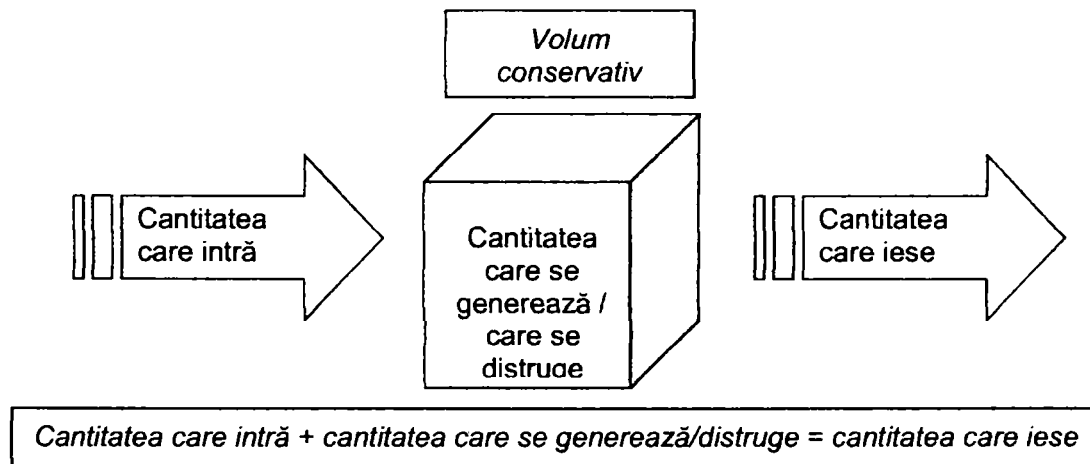 Volum
conservativ
Cantitatea
care intră
Cantitatea
care se
generează /
care se
distruge
Cantitatea
care iese
Cantitatea care intră + cantitatea care se generează/distruge = cantitatea care iese